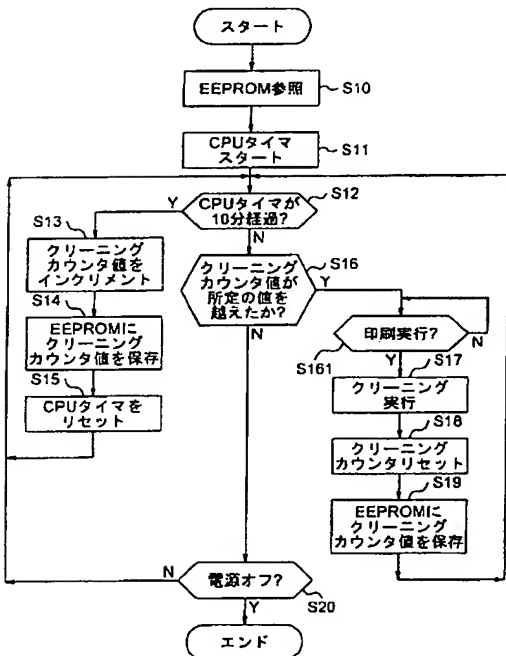 スタート
EEPROM参照
S10
CPUタイマ
スタート
S11
CPUタイマが
10分経過?
S12
Y
N
S13
クリーニング
カウンタ値を
インクリメント
S14
EEPROMに
クリーニング
カウンタ値を保存
S15
CPUタイマを
リセット
クリーニング
カウンタ値が
所定の値を
越えたか?
S16
Y
N
印刷実行?
N
S161
Y
S17
クリーニング
実行
S18
クリーニング
カウンタリセット
S19
EEPROMに
クリーニング
カウンタ値を保存
N
電源オフ?
S20
Y
エンド